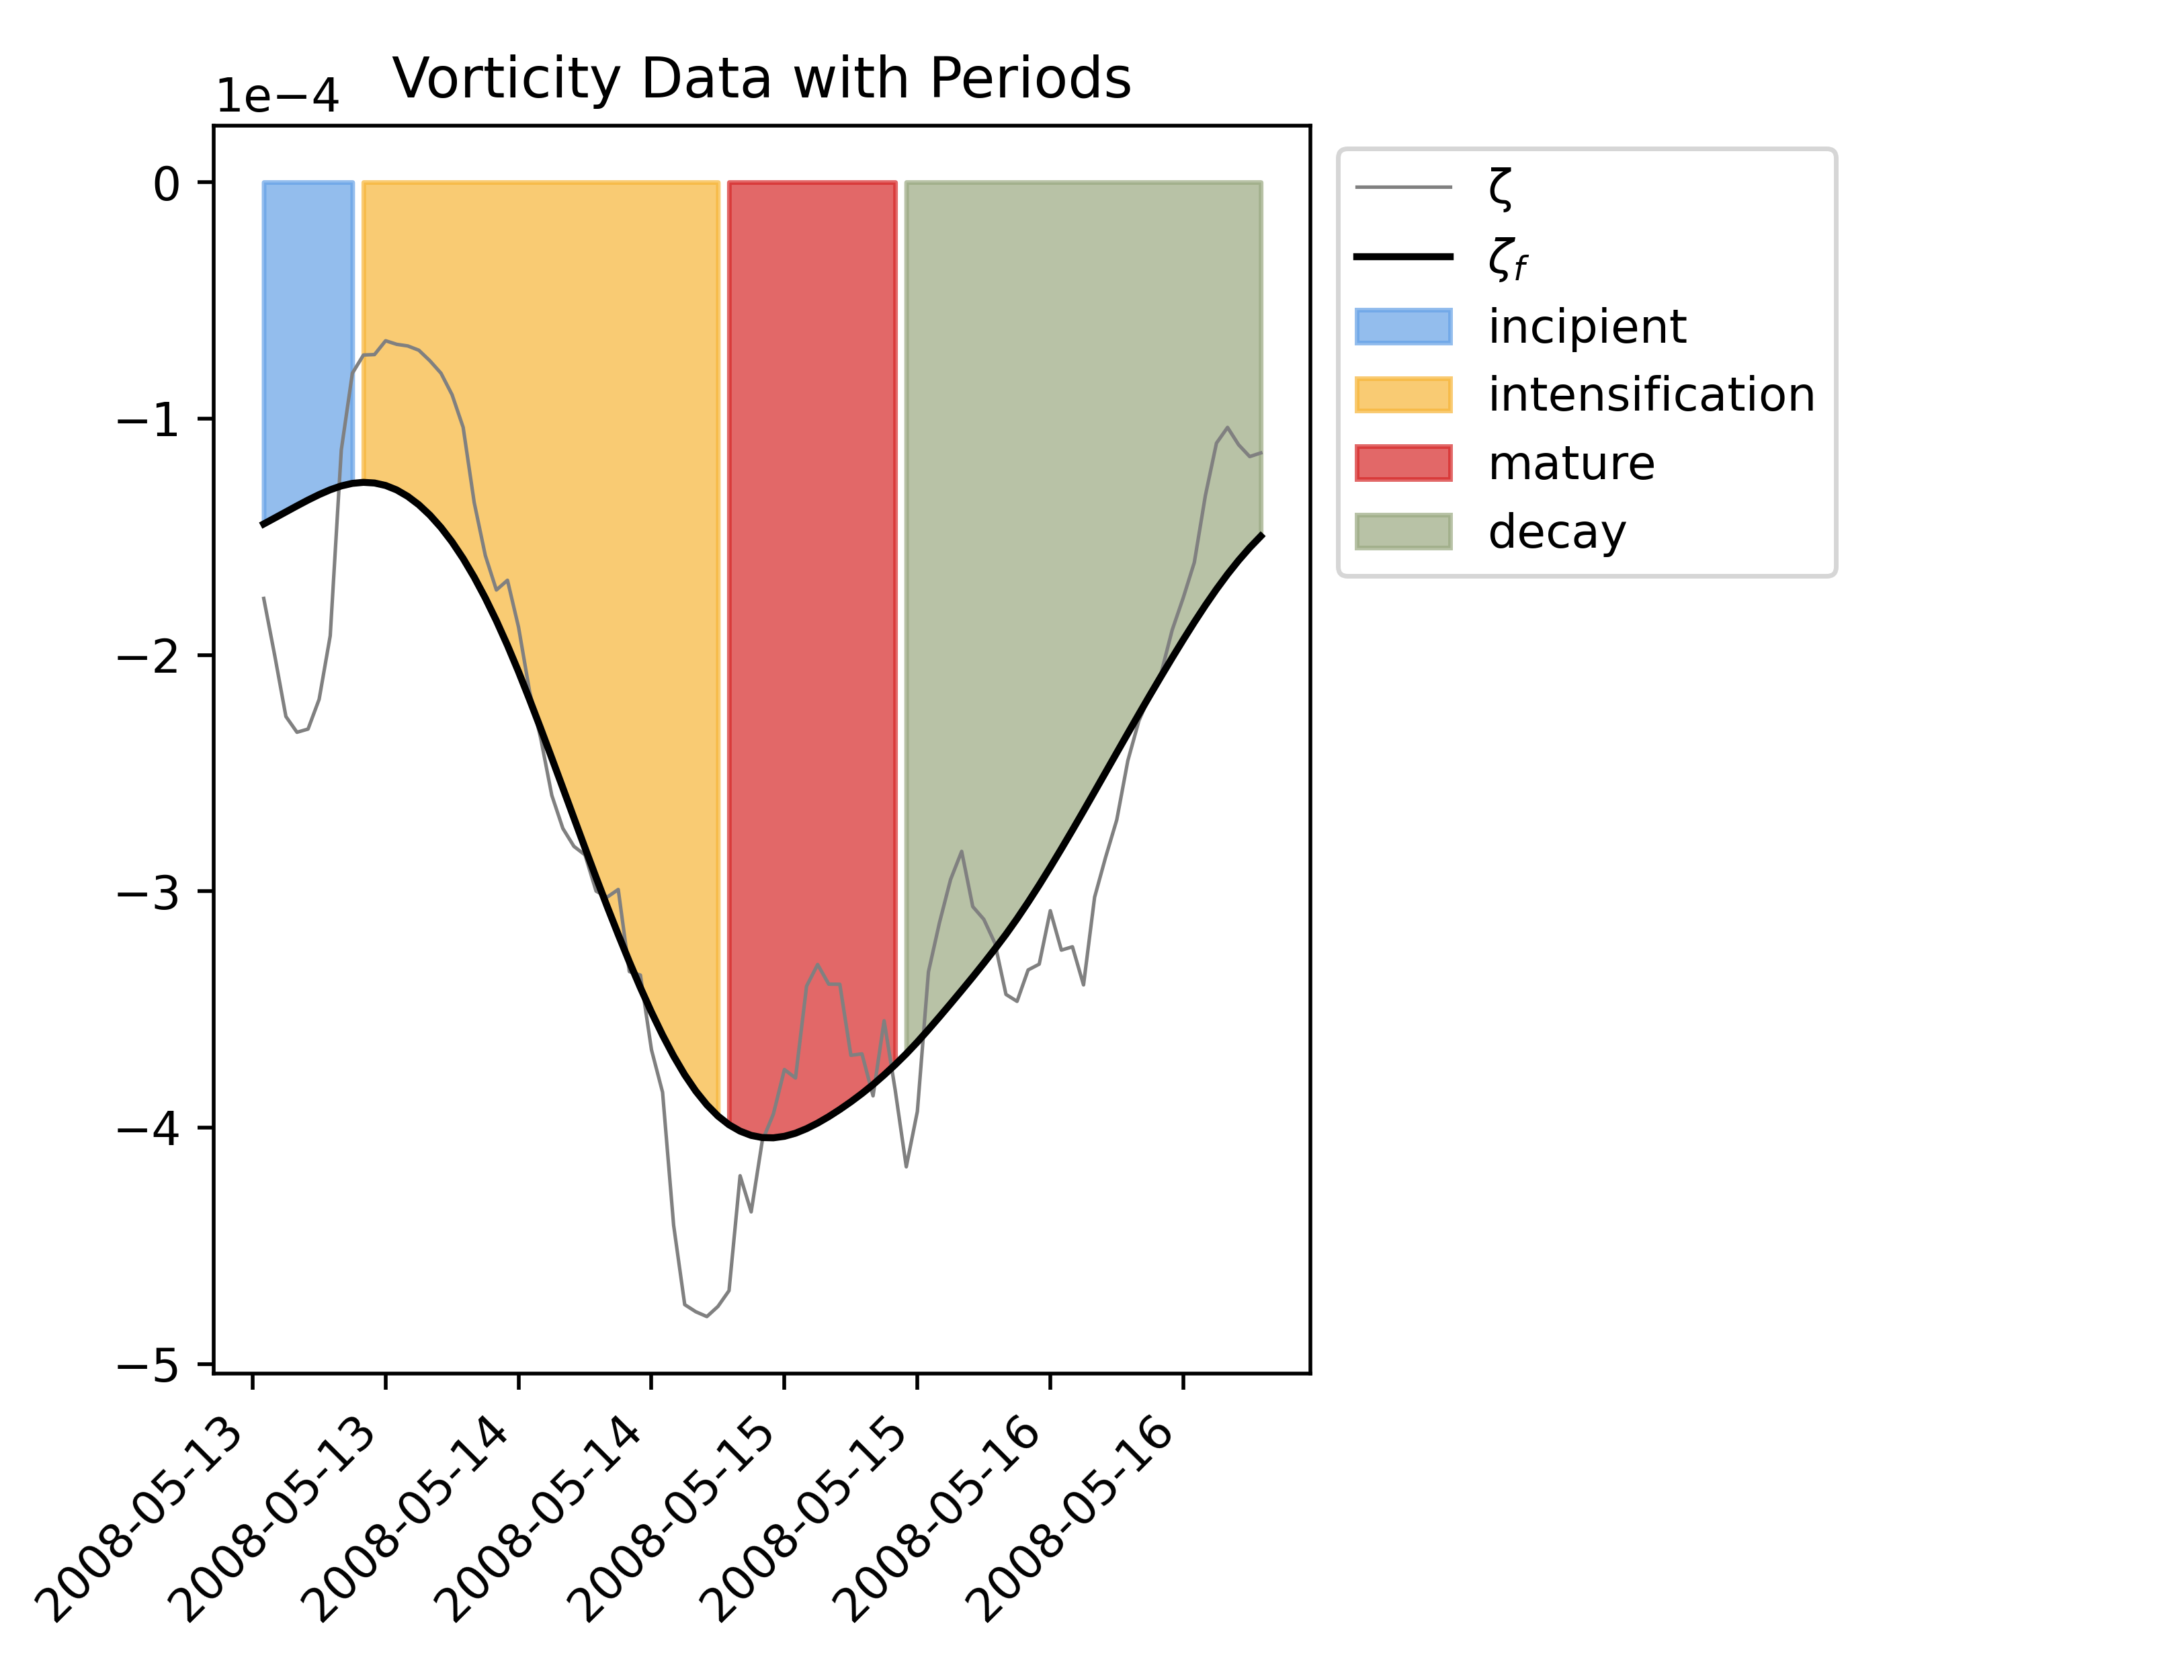 Vorticity Data with Periods
1e−4
0
−1
−2
−3
−4
−5
2008-05-13
2008-05-13
2008-05-14
2008-05-14
2008-05-15
2008-05-15
2008-05-16
2008-05-16
ζ
ζf
incipient
intensification
mature
decay